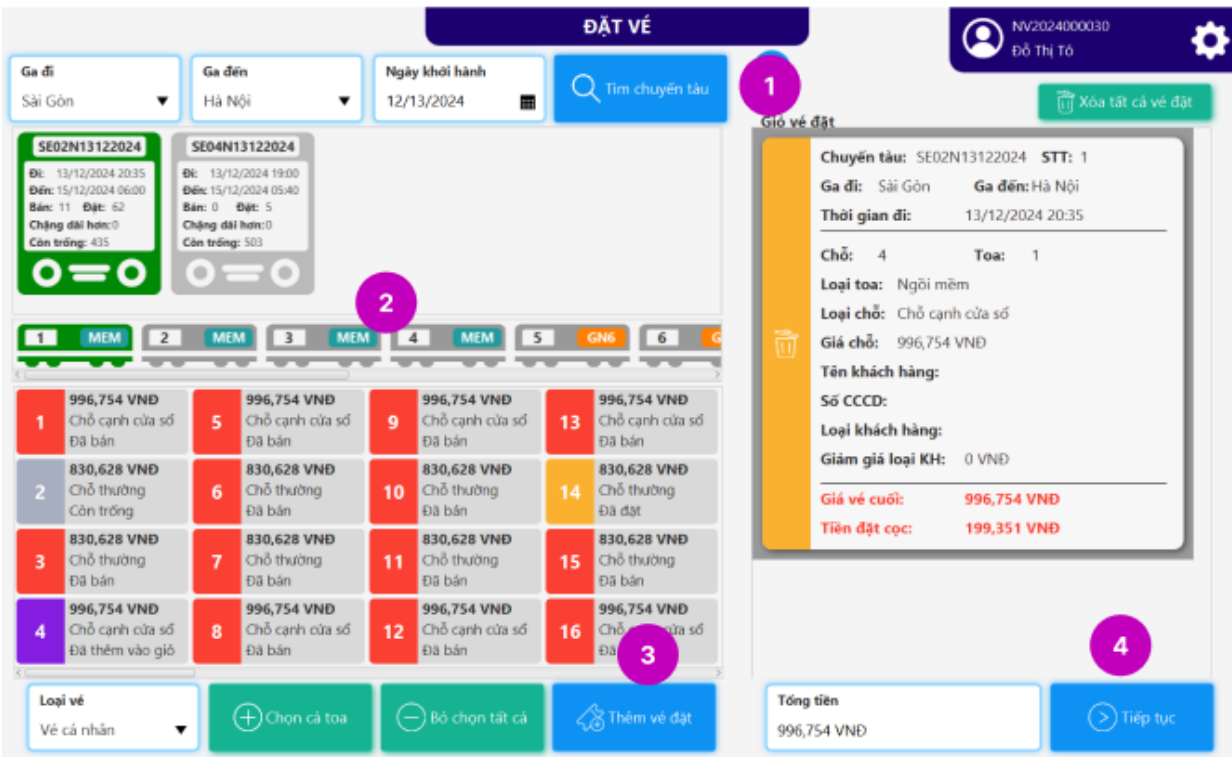 ĐẶT VÉ
NV2024000030
Đỗ Thị Tô
Ga đi
Sài Gòn
Ga đến
Hà Nội
Ngày khởi hành
12/13/2024
Tìm chuyến tàu
1
Xóa tất cả vé đặt
Giỏ vé đặt
SE02N13122024
Đi: 13/12/2024 20:35
Đến: 15/12/2024 06:00
Bán: 11 Đặt: 62
Chặng dài hơn:0
Còn trống: 435
SE04N13122024
Đi: 13/12/2024 19:00
Đến: 15/12/2024 05:40
Bán: 0 Đặt: 5
Chặng dài hơn:0
Còn trống: 503
2
1 MEM
2 MEM
3 MEM
4 MEM
5 GN6
6 G
1
996,754 VNĐ
Chỗ cạnh cửa sổ
Đã bán
5
996,754 VNĐ
Chỗ cạnh cửa sổ
Đã bán
9
996,754 VNĐ
Chỗ cạnh cửa sổ
Đã bán
13
996,754 VNĐ
Chỗ cạnh cửa sổ
Đã bán
2
830,628 VNĐ
Chỗ thường
Còn trống
6
830,628 VNĐ
Chỗ thường
Đã bán
10
830,628 VNĐ
Chỗ thường
Đã bán
14
830,628 VNĐ
Chỗ thường
Đã đặt
3
830,628 VNĐ
Chỗ thường
Đã bán
7
830,628 VNĐ
Chỗ thường
Đã bán
11
830,628 VNĐ
Chỗ thường
Đã bán
15
830,628 VNĐ
Chỗ thường
Đã bán
4
996,754 VNĐ
Chỗ cạnh cửa sổ
Đã thêm vào giỏ
8
996,754 VNĐ
Chỗ cạnh cửa sổ
Đã bán
12
996,754 VNĐ
Chỗ cạnh cửa sổ
Đã bán
16
996,754 VNĐ
Chỗ cửa sổ
Đã
3
Loại vé
Vé cá nhân
Chọn cả toa
Bỏ chọn tất cả
Thêm vé đặt
Chuyến tàu: SE02N13122024 STT: 1
Ga đi: Sài Gòn Ga đến: Hà Nội
Thời gian đi: 13/12/2024 20:35
Chỗ: 4 Toa: 1
Loại toa: Ngồi mềm
Loại chỗ: Chỗ cạnh cửa sổ
Giá chỗ: 996,754 VNĐ
Tên khách hàng:
Số CCCD:
Loại khách hàng:
Giảm giá loại KH: 0 VNĐ
Giá vé cuối: 996,754 VNĐ
Tiền đặt cọc: 199,351 VNĐ
4
Tổng tiền
996,754 VNĐ
Tiếp tục